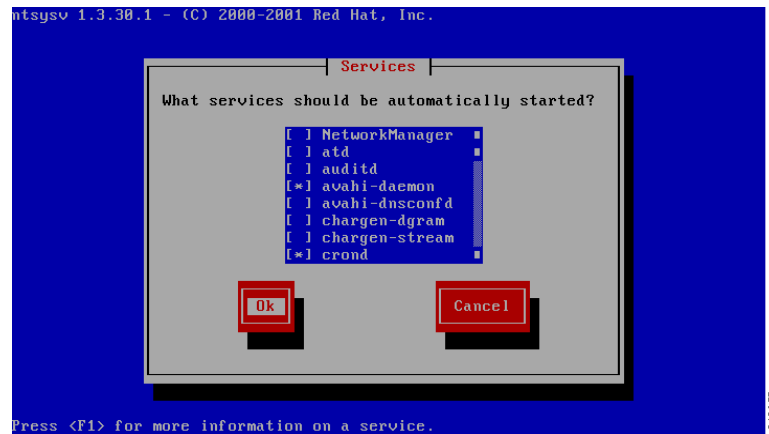 ntsysv 1.3.30.1 - (C) 2000-2001 Red Hat, Inc.
Services
What services should be automatically started?
[ ] NetworkManager
[ ] atd
[ ] auditd
[*] avahi-daemon
[ ] avahi-dnsconfd
[ ] chargen-dgram
[ ] chargen-stream
[*] crond
Ok Cancel
Press <F1> for more information on a service.